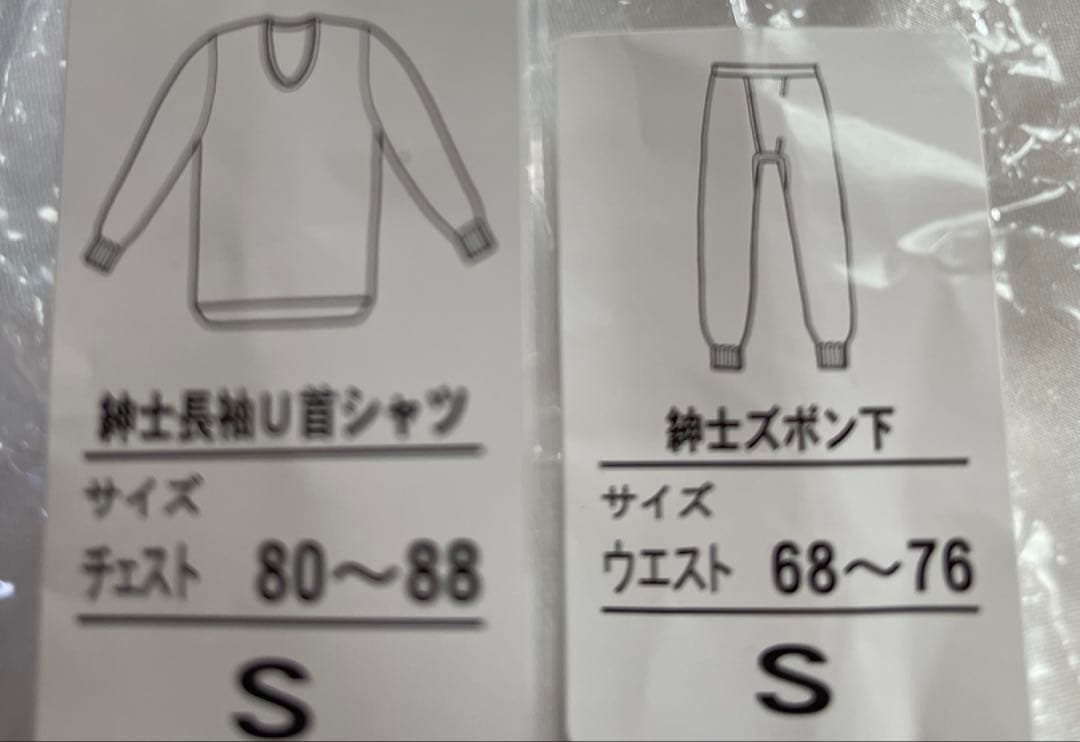 紳士長袖U首シャツ
サイズ
チェスト 80～88
S
紳士ズボン下
サイズ
ウエスト 68～76
S